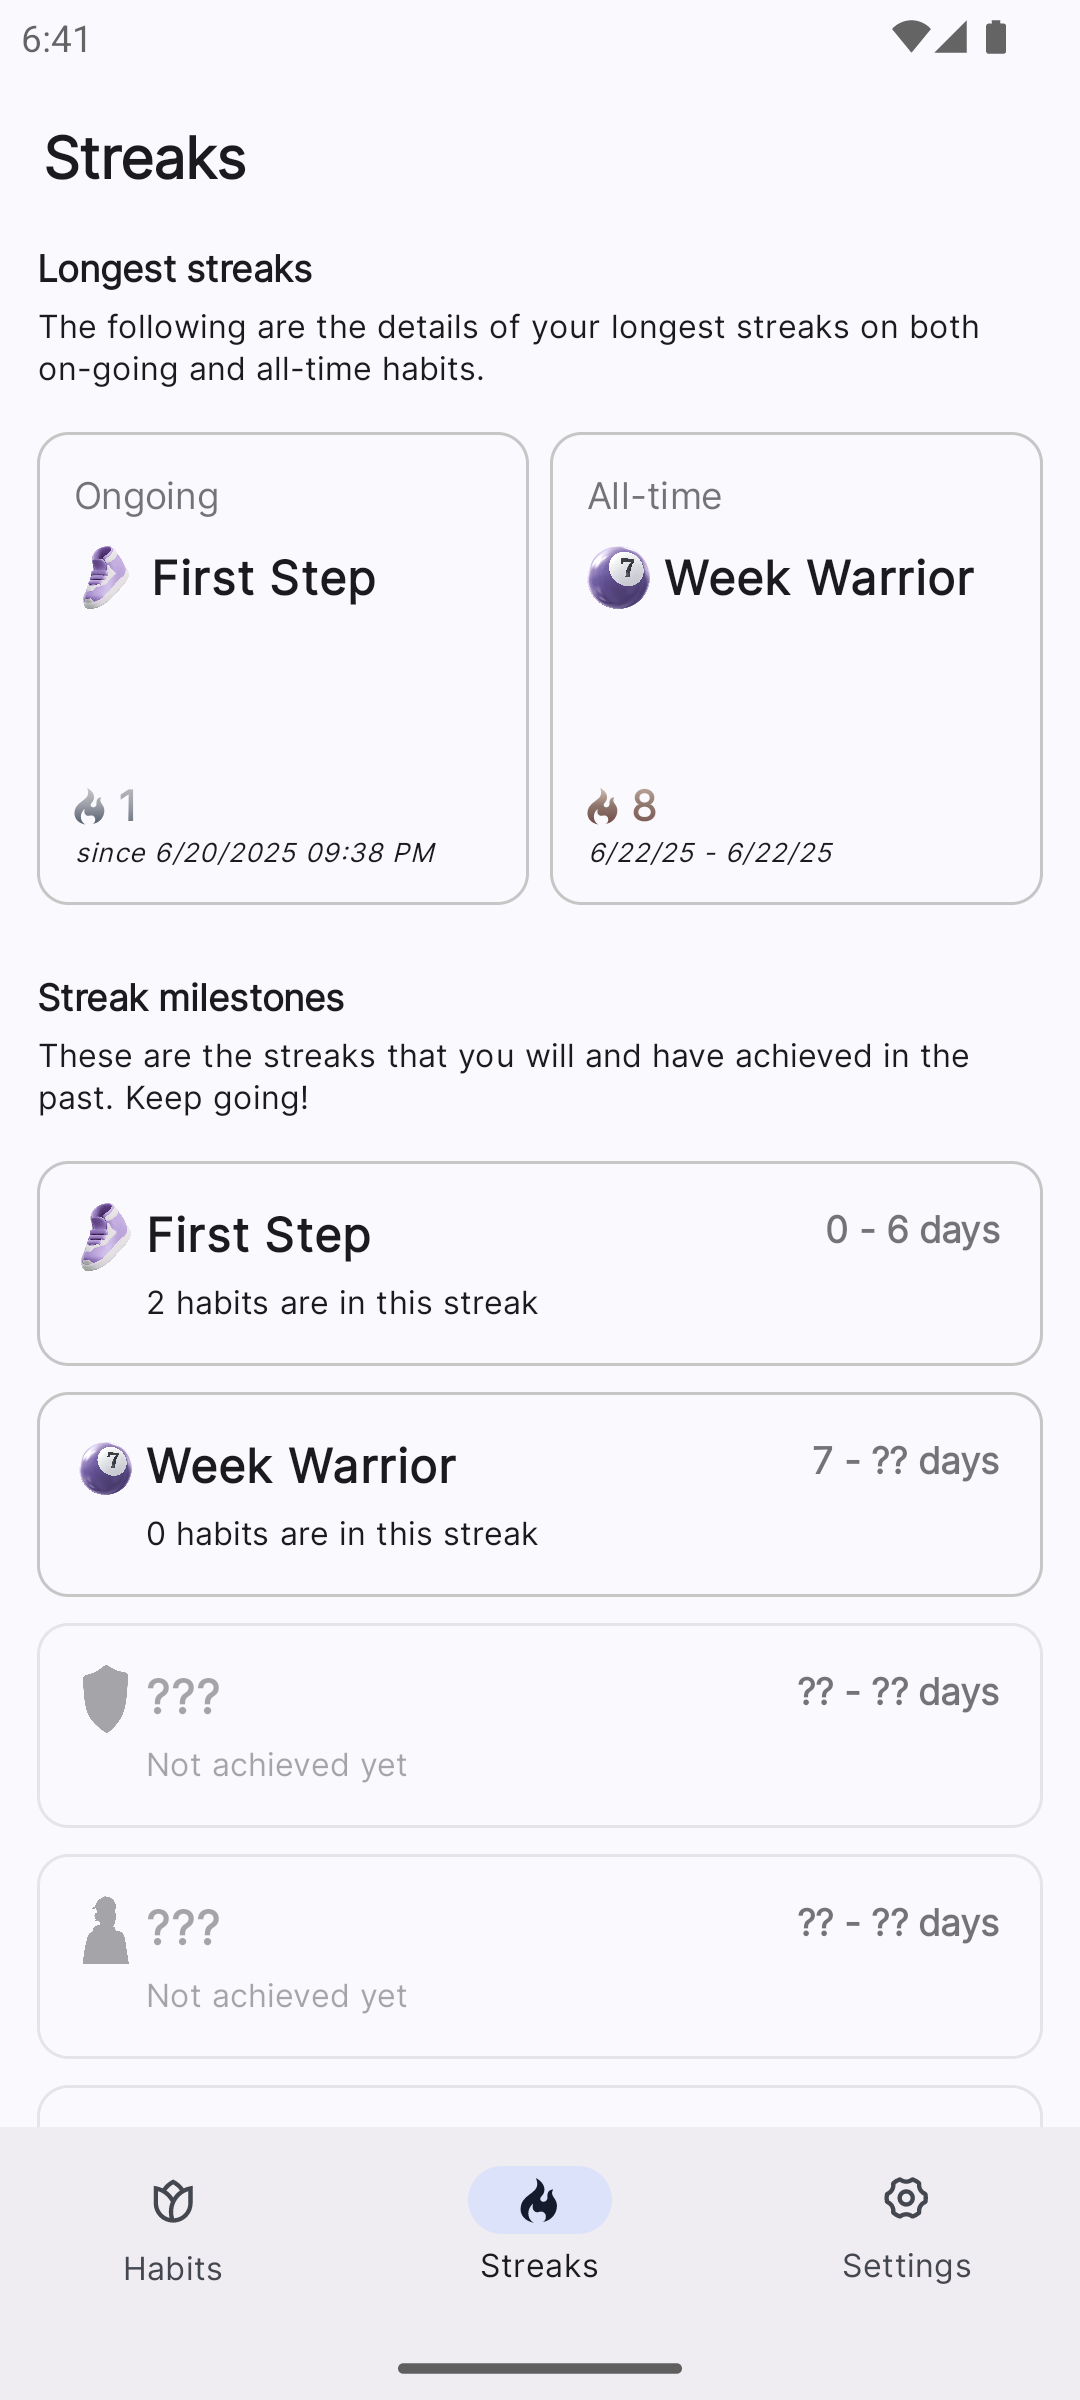 6:41
Streaks
Longest streaks
The following are the details of your longest streaks on both
on-going and all-time habits.
Ongoing
First Step
1
since 6/20/2025 09:38 PM
All-time
7
Week Warrior
8
6/22/25 - 6/22/25
Streak milestones
These are the streaks that you will and have achieved in the
past. Keep going!
First Step
0 - 6 days
2 habits are in this streak
7
Week Warrior
7 - ?? days
0 habits are in this streak
???
?? - ?? days
Not achieved yet
???
?? - ?? days
Not achieved yet
Habits
Streaks
Settings